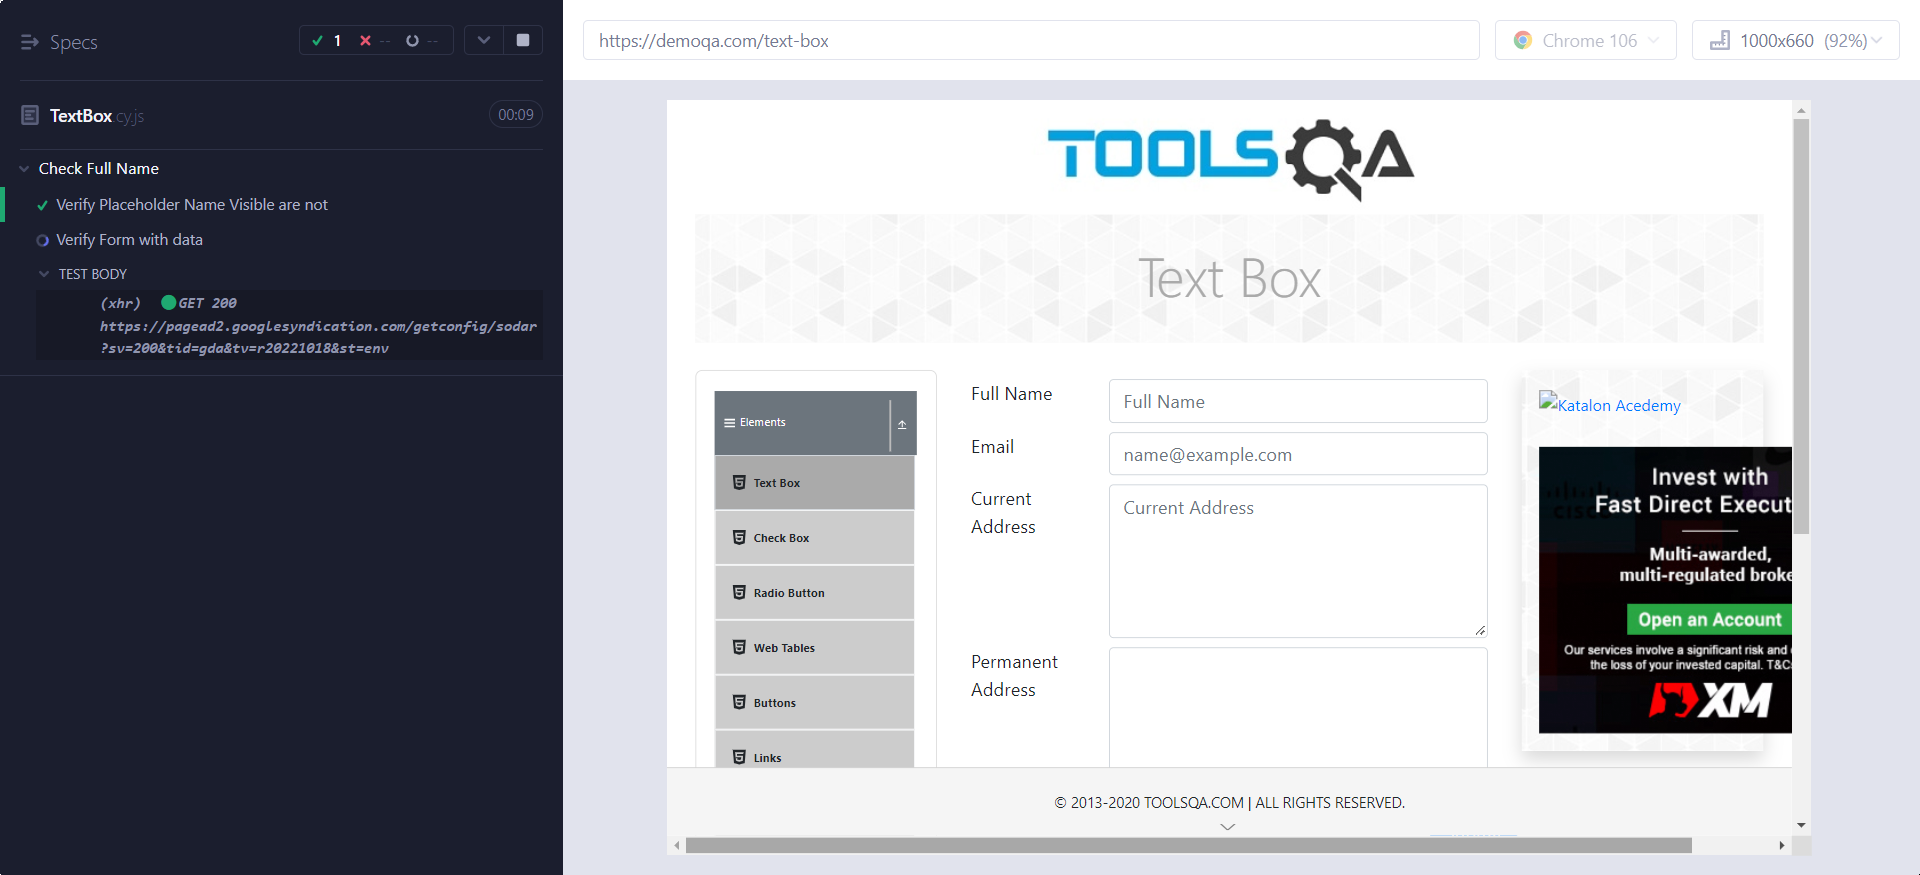 Specs
1
--
--
TextBox.cy.js
00:09
Check Full Name
Verify Placeholder Name Visible are not
Verify Form with data
TEST BODY
(xhr) GET 200
https://pagead2.googlesyndication.com/getconfig/sodar
?sv=200&tid=gda&tv=r20221018&st=env
https://demoqa.com/text-box
Chrome 106
1000x660 (92%)
TOOLSQA
Text Box
Elements
Text Box
Check Box
Radio Button
Web Tables
Buttons
Links
Full Name
Full Name
Email
name@example.com
Current
Address
Current Address
Permanent
Address
Katalon Acedemy
Invest with
Fast Direct Execut
Multi-awarded,
multi-regulated broke
Open an Account
Our services involve a significant risk and
the loss of your invested capital. T&C
XM
© 2013-2020 TOOLSQA.COM | ALL RIGHTS RESERVED.